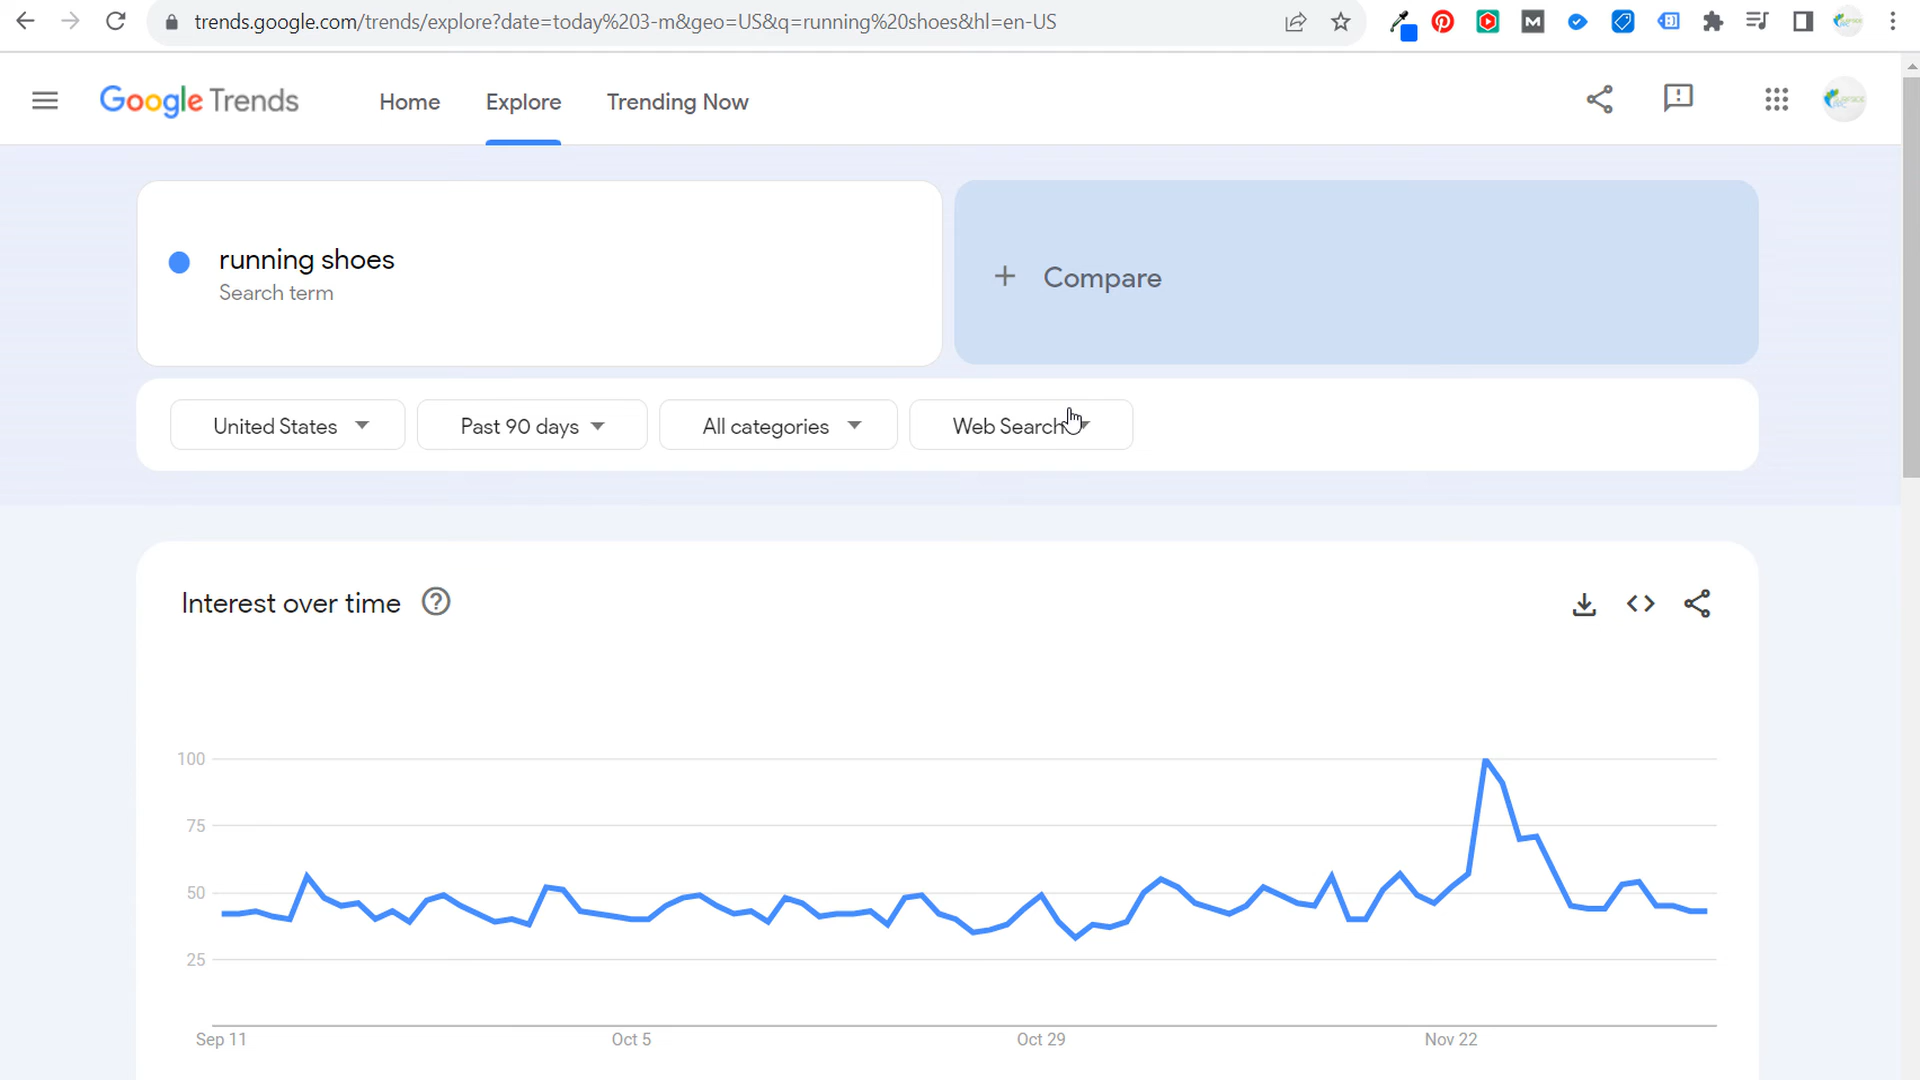 trends.google.com/trends/explore?date=today%203-m&geo=US&q=running%20shoes&hl=en-US
Google Trends
Home
Explore
Trending Now
running shoes
Search term
+ Compare
United States
Past 90 days
All categories
Web Search
Interest over time
100
75
50
25
Sep 11
Oct 5
Oct 29
Nov 22